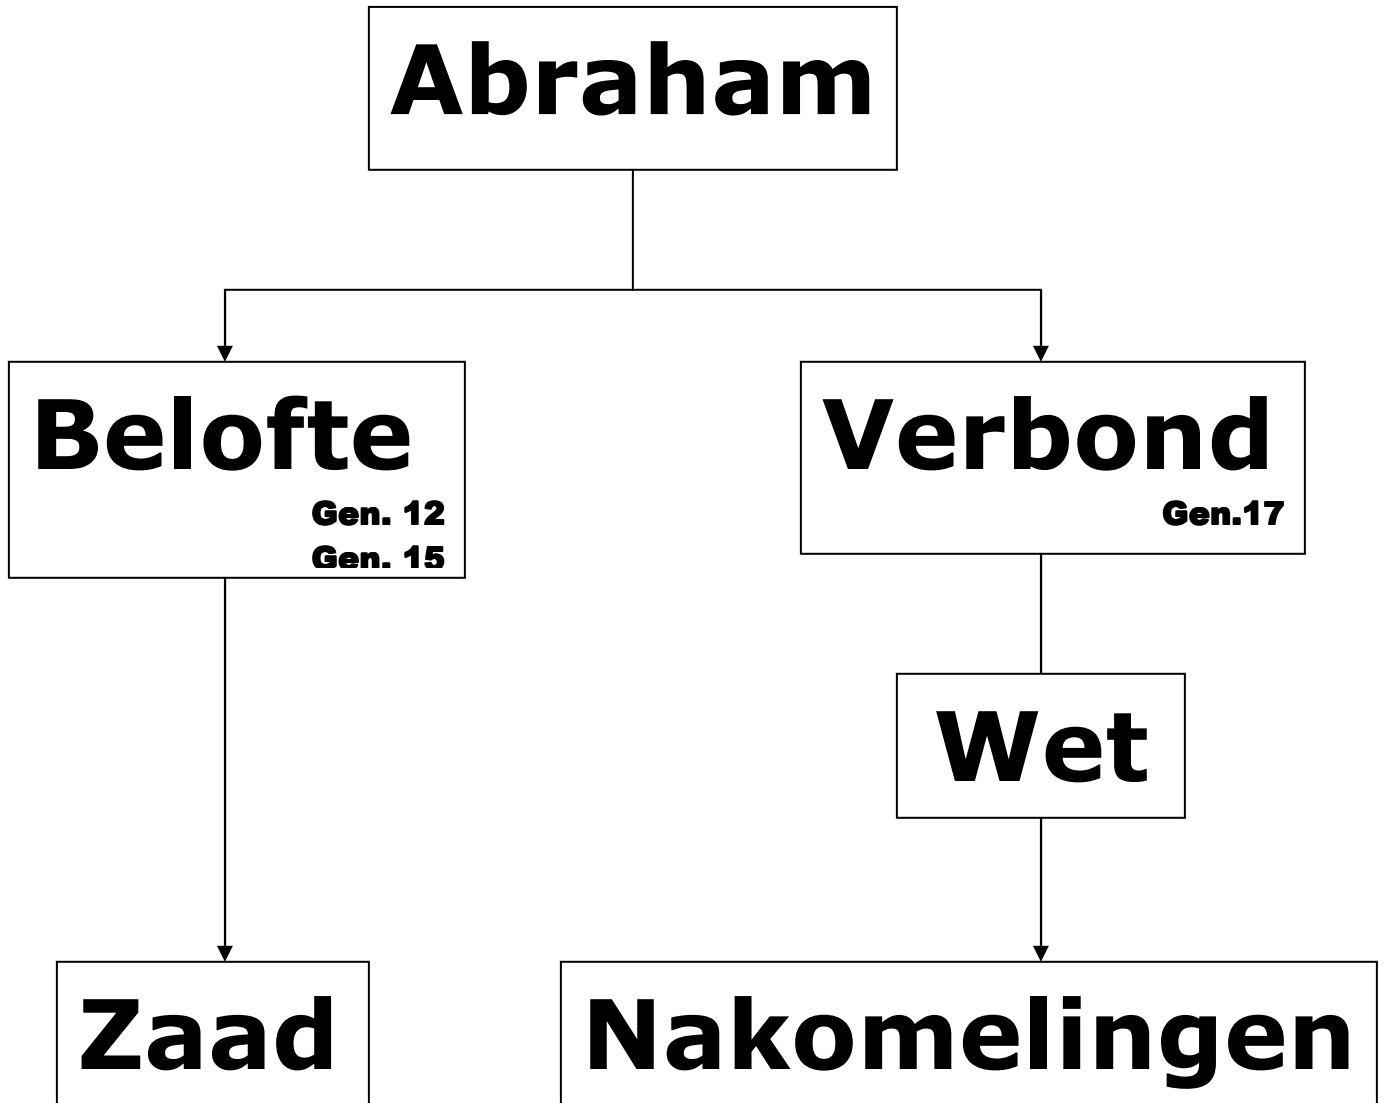 Abraham
Belofte
Gen. 12
Gen. 15
Verbond
Gen.17
Wet
Zaad
Nakomelingen